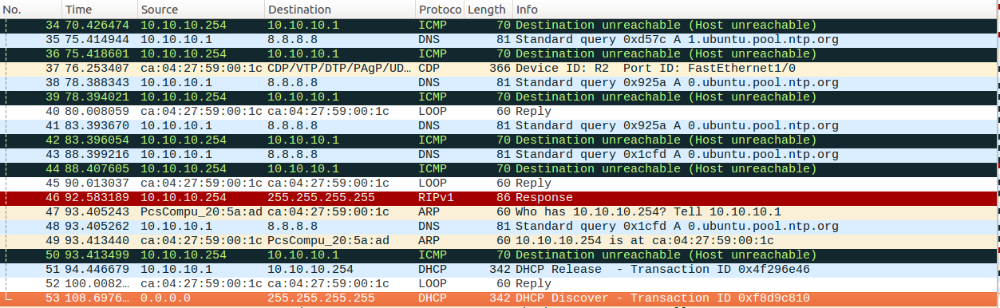 No. Time Source Destination Protoco Length Info
34 70.426474 10.10.10.254 10.10.10.1 ICMP 70 Destination unreachable (Host unreachable)
35 75.414944 10.10.10.1 8.8.8.8 DNS 81 Standard query 0xd57c A 1.ubuntu.pool.ntp.org
36 75.418601 10.10.10.254 10.10.10.1 ICMP 70 Destination unreachable (Host unreachable)
37 76.253407 ca:04:27:59:00:1c CDP/VTP/DTP/PAgP/UD… CDP 366 Device ID: R2  Port ID: FastEthernet1/0
38 78.388343 10.10.10.1 8.8.8.8 DNS 81 Standard query 0x925a A 0.ubuntu.pool.ntp.org
39 78.394021 10.10.10.254 10.10.10.1 ICMP 70 Destination unreachable (Host unreachable)
40 80.008059 ca:04:27:59:00:1c ca:04:27:59:00:1c LOOP 60 Reply
41 83.393670 10.10.10.1 8.8.8.8 DNS 81 Standard query 0x925a A 0.ubuntu.pool.ntp.org
42 83.396054 10.10.10.254 10.10.10.1 ICMP 70 Destination unreachable (Host unreachable)
43 88.399216 10.10.10.1 8.8.8.8 DNS 81 Standard query 0x1cfd A 0.ubuntu.pool.ntp.org
44 88.407605 10.10.10.254 10.10.10.1 ICMP 70 Destination unreachable (Host unreachable)
45 90.013037 ca:04:27:59:00:1c ca:04:27:59:00:1c LOOP 60 Reply
46 92.583189 10.10.10.254 255.255.255.255 RIPv1 86 Response
47 93.405243 PcsCompu_20:5a:ad ca:04:27:59:00:1c ARP 60 Who has 10.10.10.254? Tell 10.10.10.1
48 93.405262 10.10.10.1 8.8.8.8 DNS 81 Standard query 0x1cfd A 0.ubuntu.pool.ntp.org
49 93.413440 ca:04:27:59:00:1c PcsCompu_20:5a:ad ARP 60 10.10.10.254 is at ca:04:27:59:00:1c
50 93.413499 10.10.10.254 10.10.10.1 ICMP 70 Destination unreachable (Host unreachable)
51 94.446679 10.10.10.1 10.10.10.254 DHCP 342 DHCP Release  - Transaction ID 0x4f296e46
52 100.0082… ca:04:27:59:00:1c ca:04:27:59:00:1c LOOP 60 Reply
53 108.6976… 0.0.0.0 255.255.255.255 DHCP 342 DHCP Discover - Transaction ID 0xf8d9c810